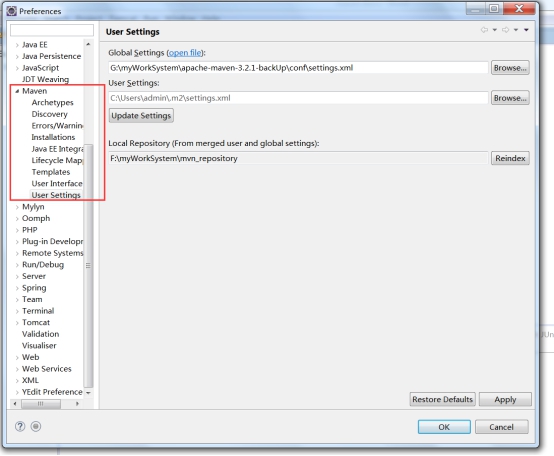 Preferences
User Settings
Java EE
Java Persistence
JavaScript
JDT Weaving
Maven
Archetypes
Discovery
Errors/Warnin
Installations
Java EE Integra
Lifecycle Map
Templates
User Interface
User Settings
Mylyn
Oomph
PHP
Plug-in Developr
Remote Systems
Run/Debug
Server
Spring
Team
Terminal
Tomcat
Validation
Visualiser
Web
Web Services
XML
YEdit Preference
Global Settings (open file):
G:\myWorkSystem\apache-maven-3.2.1-backUp\conf\settings.xml
Browse...
User Settings:
C:\Users\admin\.m2\settings.xml
Browse...
Update Settings
Local Repository (From merged user and global settings):
F:\myWorkSystem\mvn_repository
Reindex
Restore Defaults
Apply
OK
Cancel
JUn